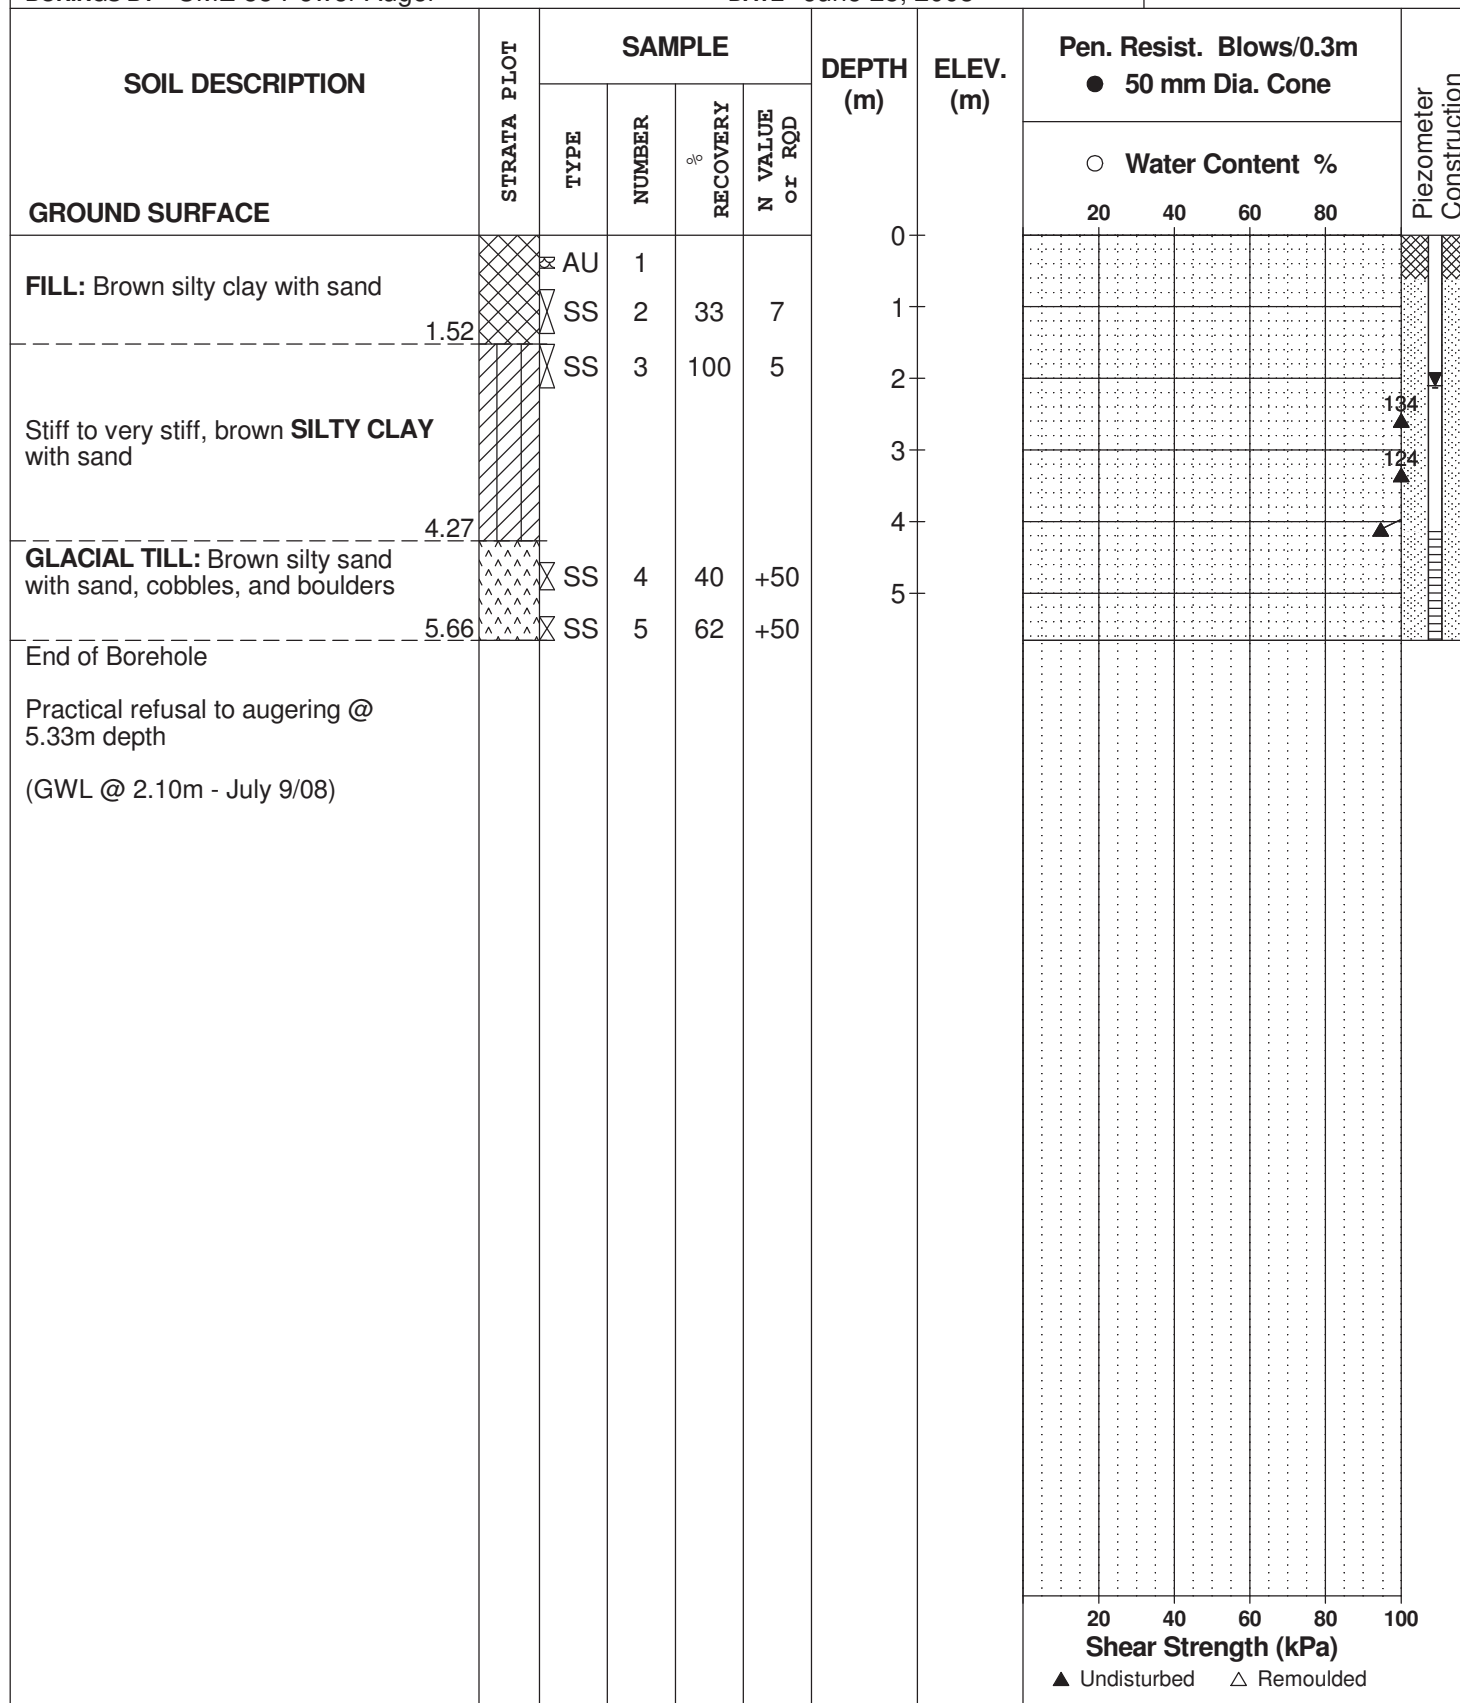 SOIL DESCRIPTION
GROUND SURFACE
STRATA PLOT
SAMPLE
TYPE
NUMBER
%
RECOVERY
N VALUE
or RQD
DEPTH
(m)
ELEV.
(m)
Pen. Resist. Blows/0.3m
● 50 mm Dia. Cone
○ Water Content %
20 40 60 80
Piezometer
Construction
0
FILL: Brown silty clay with sand
1.52
AU 1
SS 2 33 7
1
SS 3 100 5
2
134
Stiff to very stiff, brown SILTY CLAY
with sand
3
124
4.27
4
GLACIAL TILL: Brown silty sand
with sand, cobbles, and boulders
SS 4 40 +50
5
5.66
SS 5 62 +50
End of Borehole
Practical refusal to augering @
5.33m depth
(GWL @ 2.10m - July 9/08)
20 40 60 80 100
Shear Strength (kPa)
▲ Undisturbed △ Remoulded